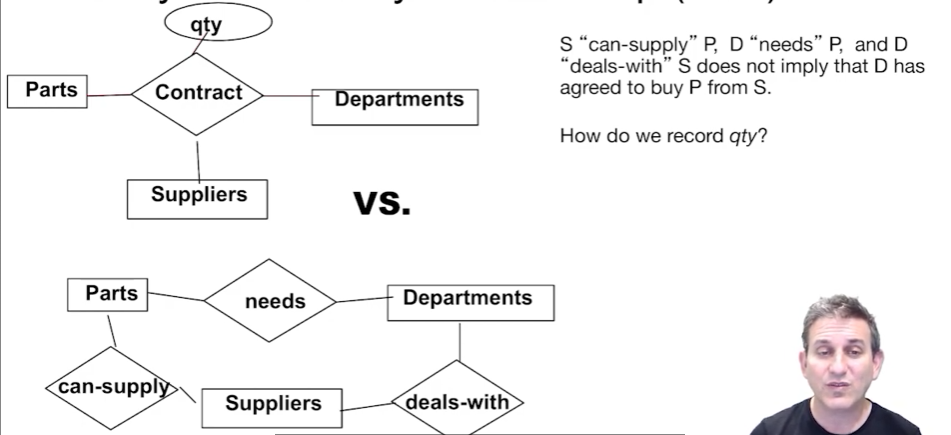 qty
Parts
Contract
Departments
Suppliers
S “can-supply” P, D “needs” P, and D
“deals-with” S does not imply that D has
agreed to buy P from S.
How do we record qty?
vs.
Parts
needs
Departments
can-supply
Suppliers
deals-with